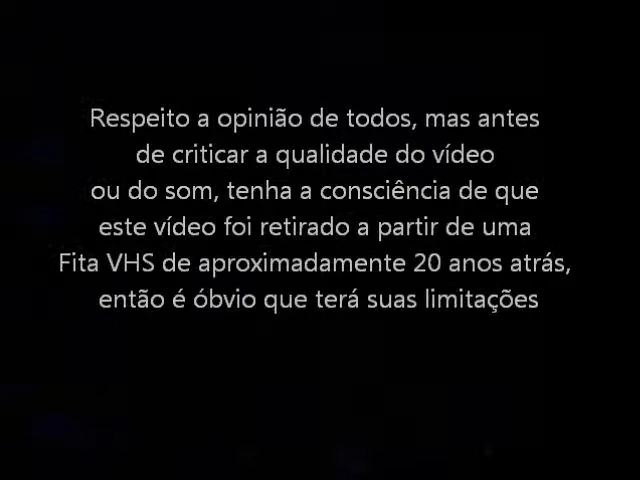 Respeito a opinião de todos, mas antes
de criticar a qualidade do vídeo
ou do som, tenha a consciência de que
este vídeo foi retirado a partir de uma
Fita VHS de aproximadamente 20 anos atrás,
então é óbvio que terá suas limitações